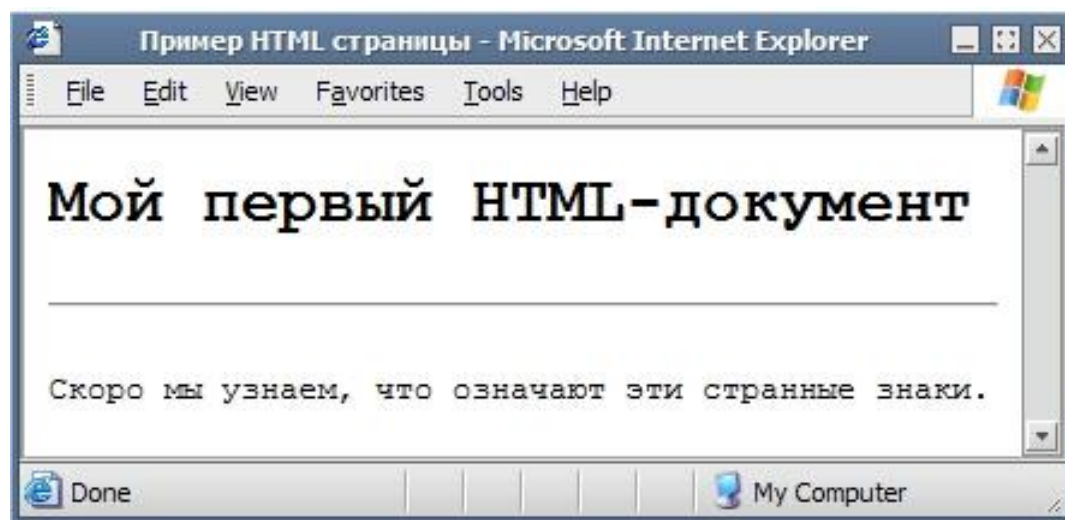 Пример HTML страницы - Microsoft Internet Explorer
File Edit View Favorites Tools Help
Мой первый HTML-документ
Скоро мы узнаем, что означают эти странные знаки.
Done My Computer